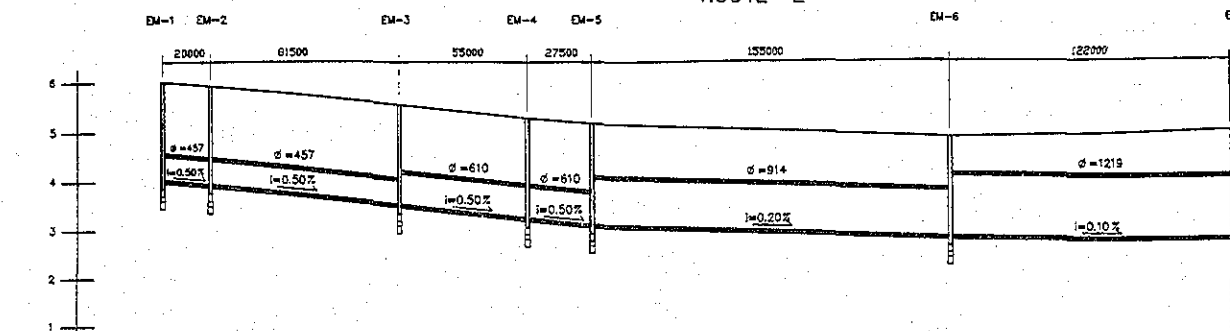 EM-1 EM-2 EM-3 EM-4 EM-5 EM-6
20000 81500 55000 27500 155000 122000
6
5
4
3
2
1
Ø=457 Ø=457 Ø=610 Ø=610 Ø=914 Ø=1219
i=0.50% i=0.50% i=0.50% i=0.50% i=0.20% i=0.10%